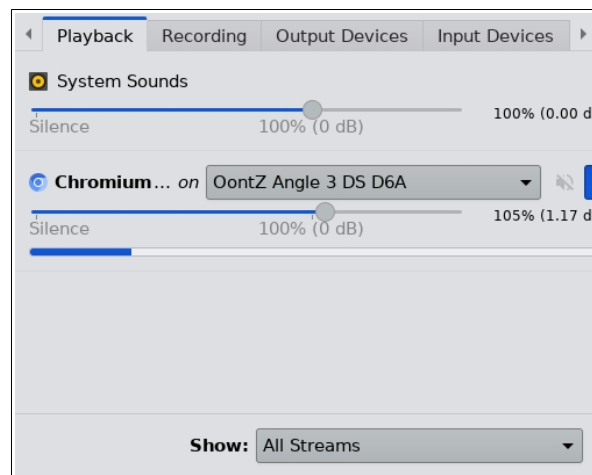 Playback Recording Output Devices Input Devices
System Sounds
100% (0.00 d
Silence 100% (0 dB)
Chromium... on OontZ Angle 3 DS D6A
105% (1.17 d
Silence 100% (0 dB)
Show: All Streams